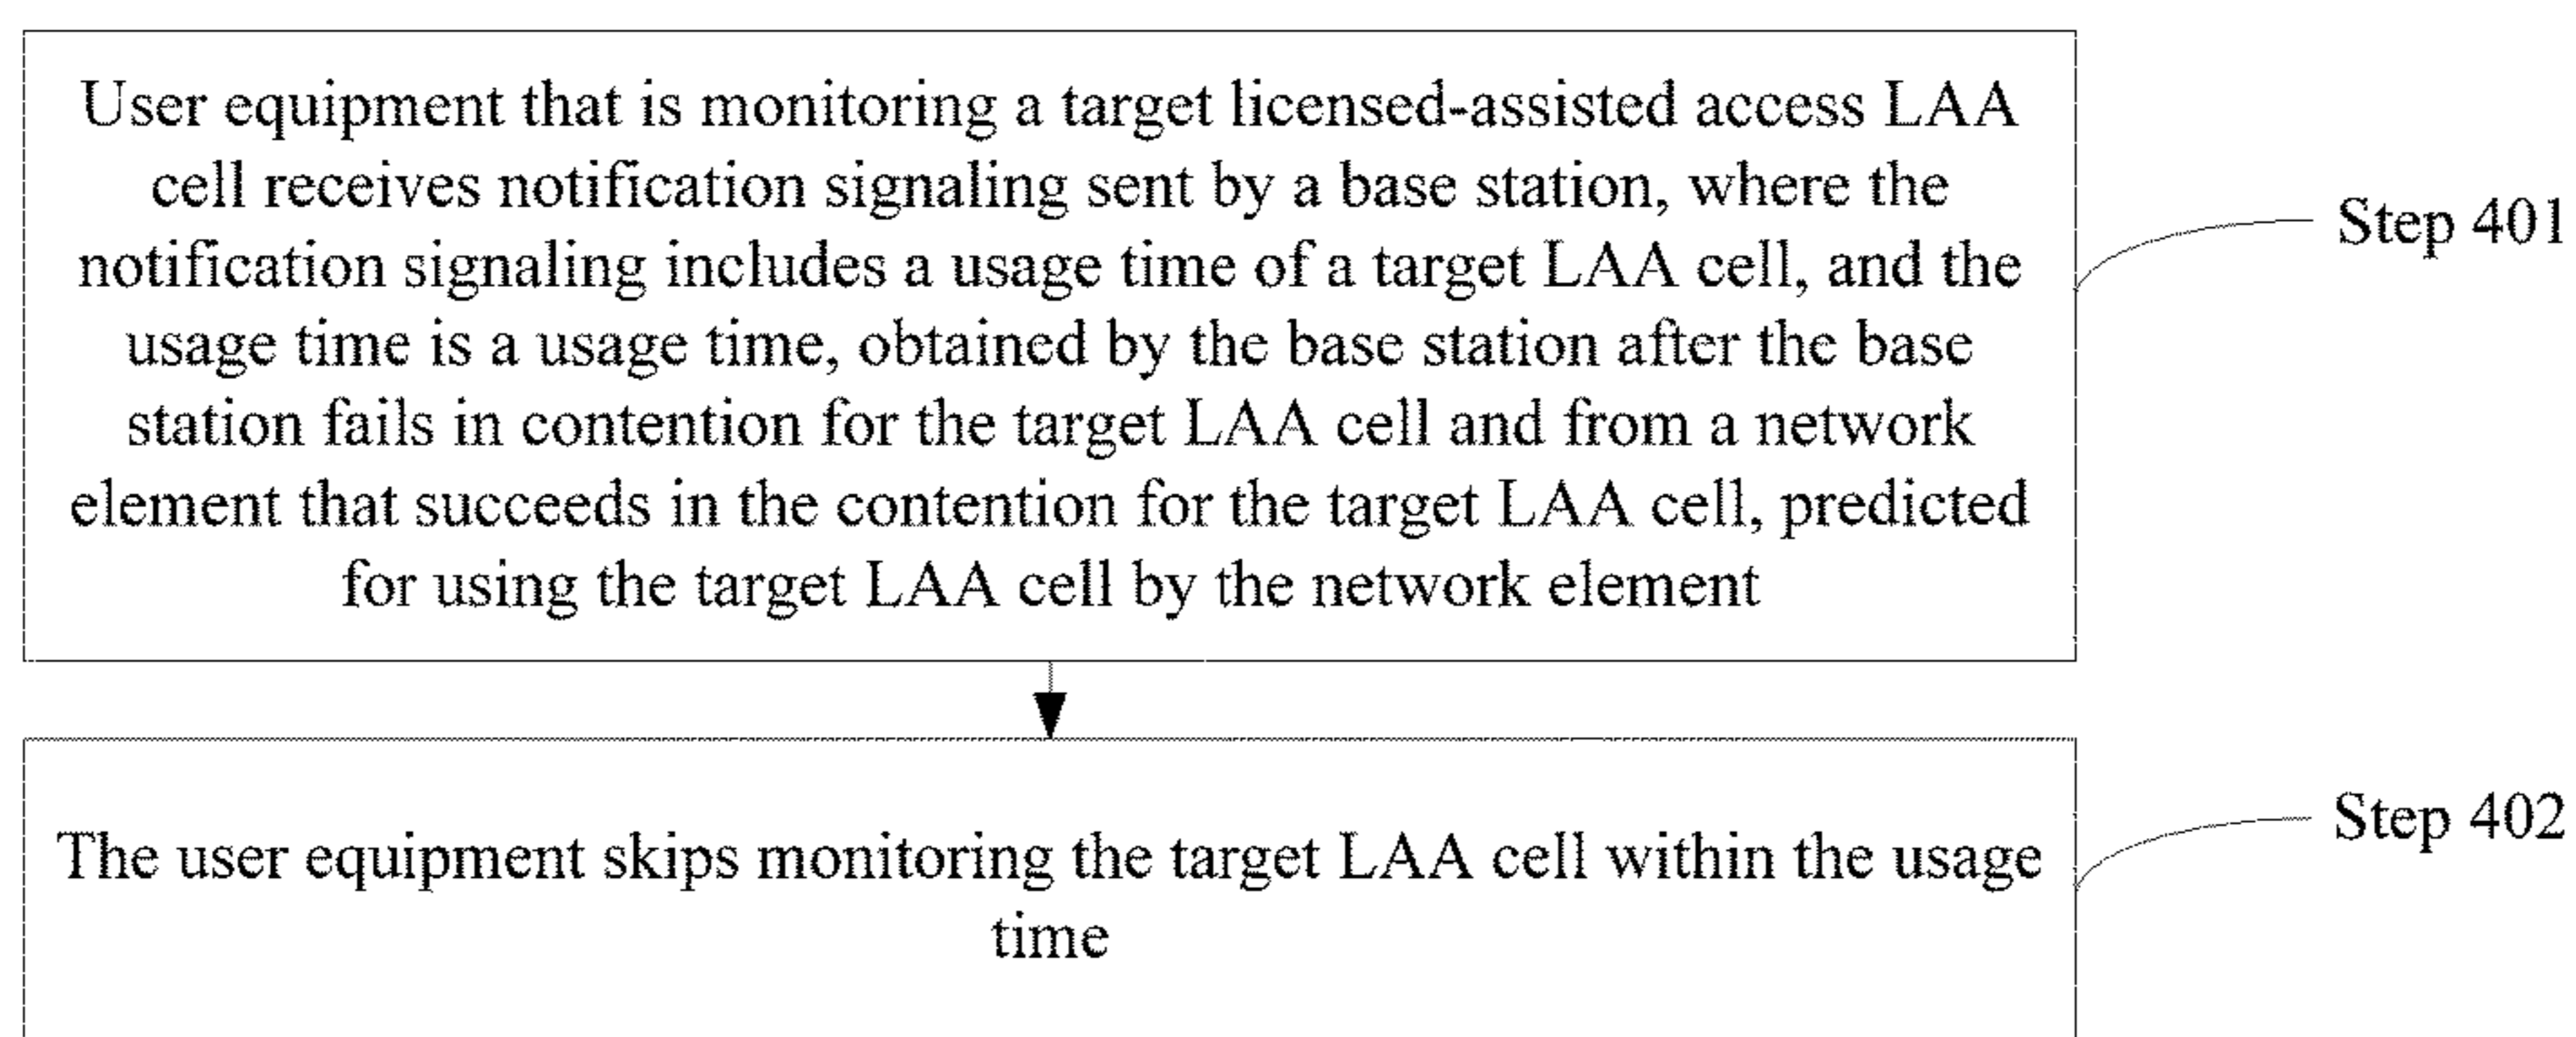 User equipment that is monitoring a target licensed-assisted access LAA
cell receives notification signaling sent by a base station, where the
notification signaling includes a usage time of a target LAA cell, and the
usage time is a usage time, obtained by the base station after the base
station fails in contention for the target LAA cell and from a network
element that succeeds in the contention for the target LAA cell, predicted
for using the target LAA cell by the network element
Step 401
The user equipment skips monitoring the target LAA cell within the usage
time
Step 402